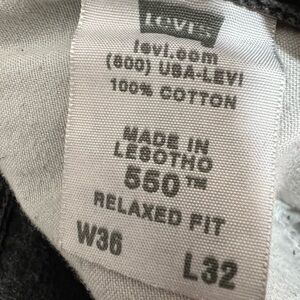 LEVI'S
levi.com
(800) USA-LEVI
100% COTTON
MADE IN
LESOTHO
550™
RELAXED FIT
W36 L32